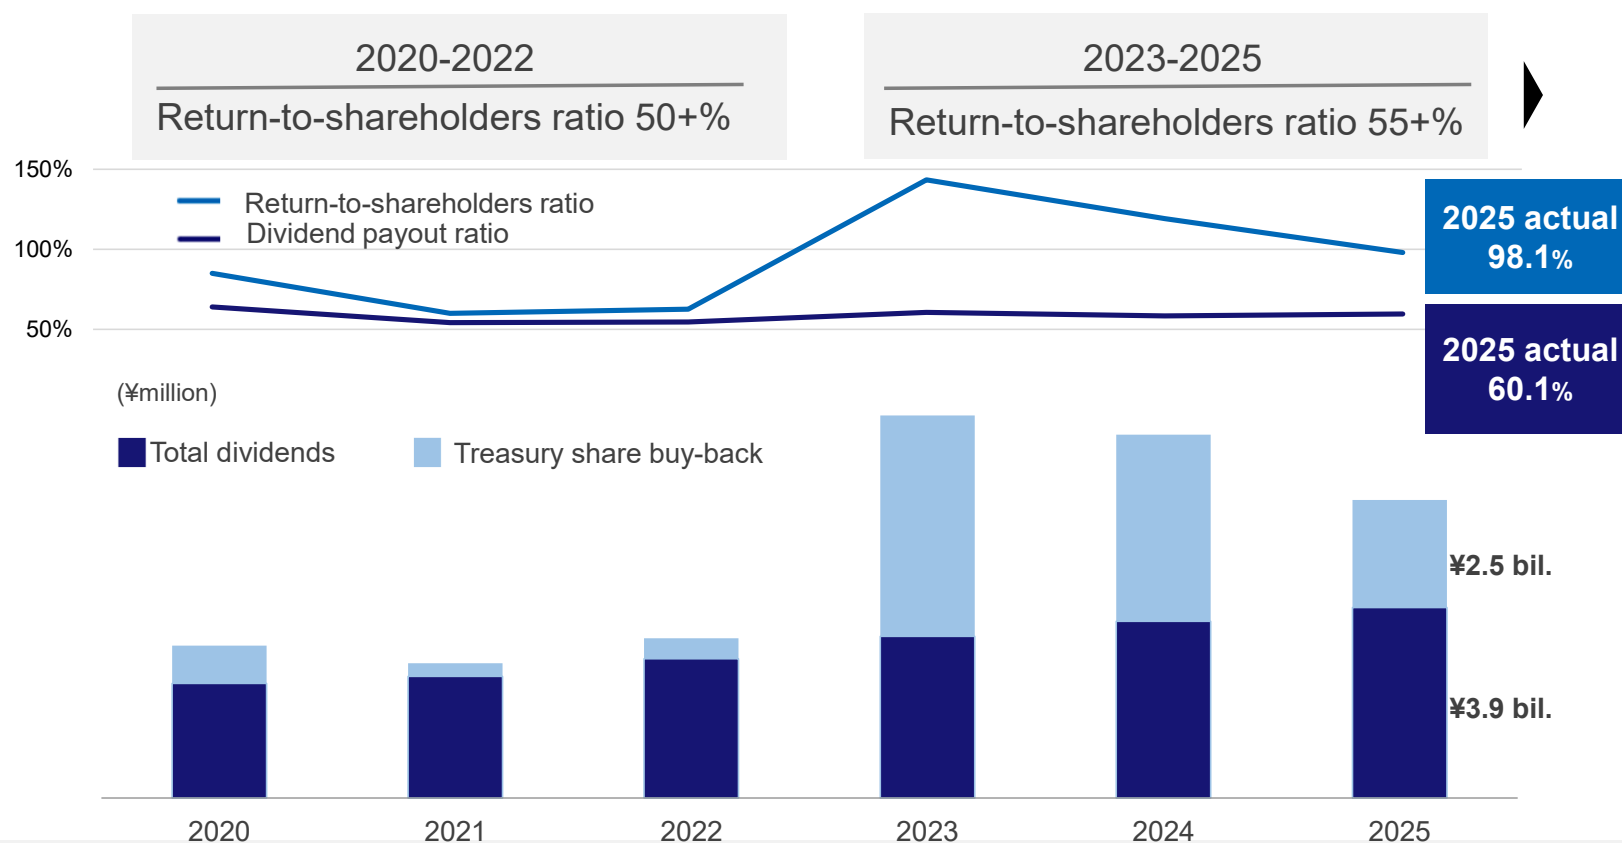 2020-2022
Return-to-shareholders ratio 50+%
2023-2025
Return-to-shareholders ratio 55+%
150%
100%
50%
Return-to-shareholders ratio
Dividend payout ratio
2025 actual
98.1%
2025 actual
60.1%
(¥million)
Total dividends
Treasury share buy-back
¥2.5 bil.
¥3.9 bil.
2020
2021
2022
2023
2024
2025